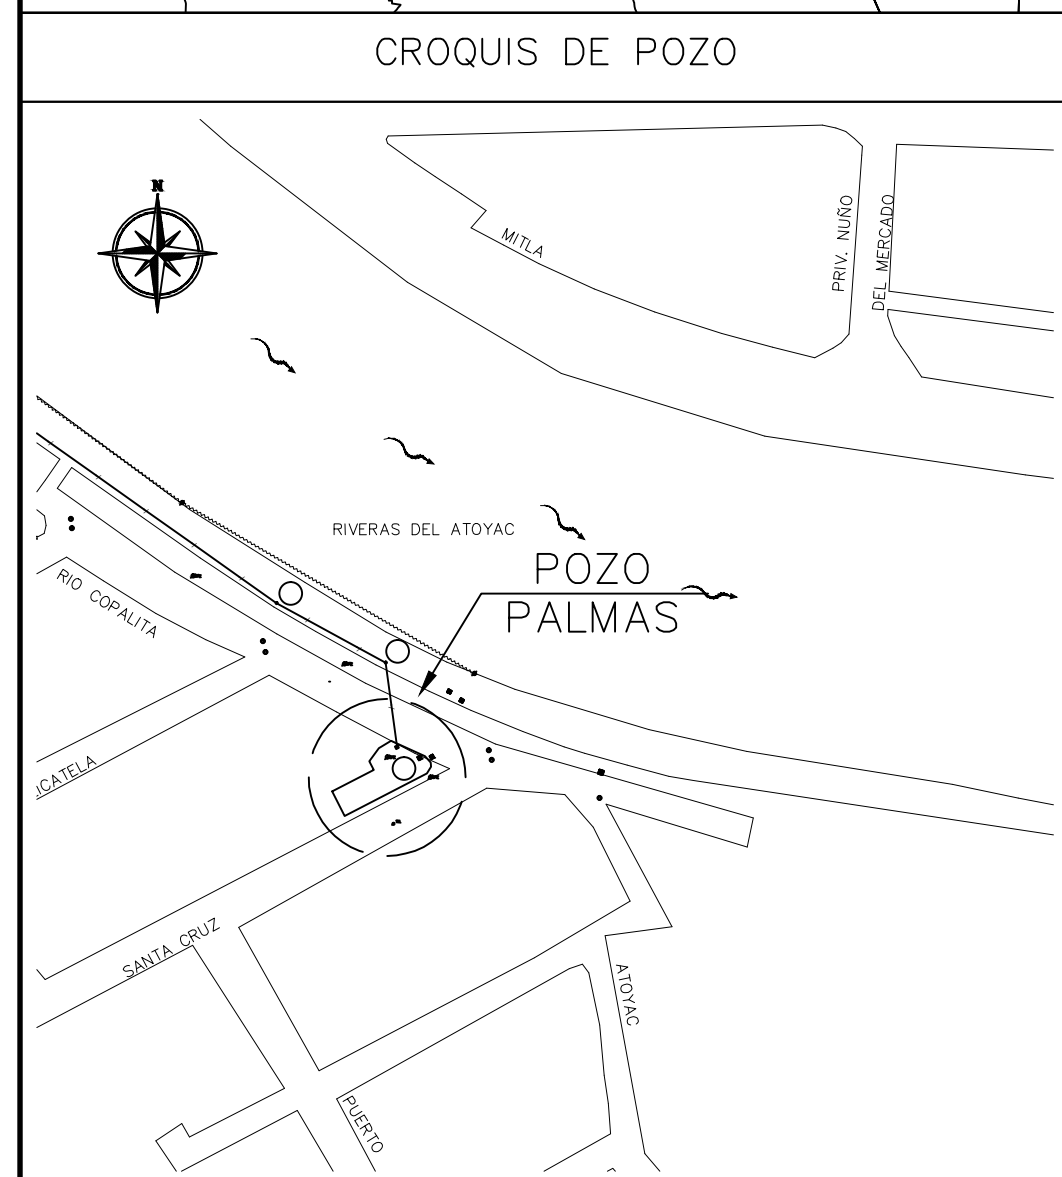 CROQUIS DE POZO
N
MITLA
PRIV. NUÑO
DEL MERCADO
RIVERAS DEL ATOYAC
POZO
PALMAS
RIO COPALITA
SANTA CRUZ
ATOYAC
PUERTO